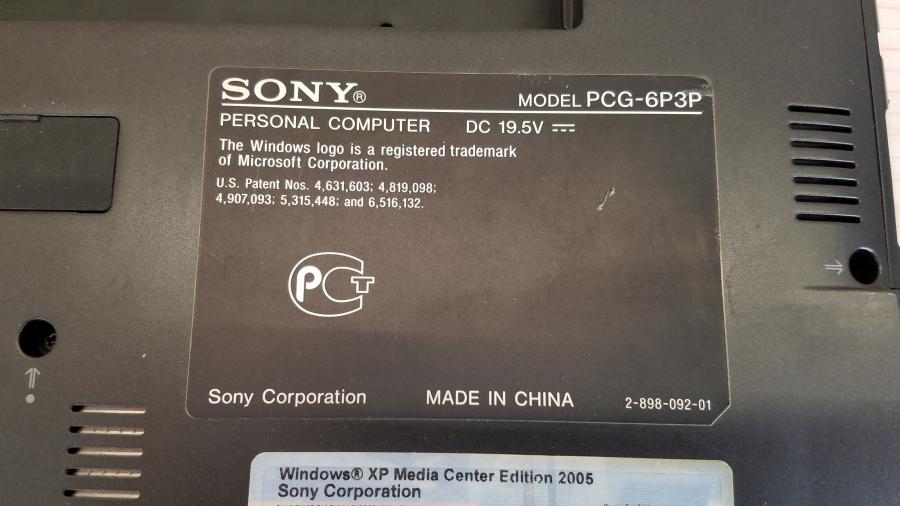 SONY®
MODEL PCG-6P3P
PERSONAL COMPUTER DC 19.5V
The Windows logo is a registered trademark
of Microsoft Corporation.
U.S. Patent Nos. 4,631,603; 4,819,098;
4,907,093; 5,315,448; and 6,516,132.
РСТ
Sony Corporation MADE IN CHINA 2-898-092-01
Windows® XP Media Center Edition 2005
Sony Corporation